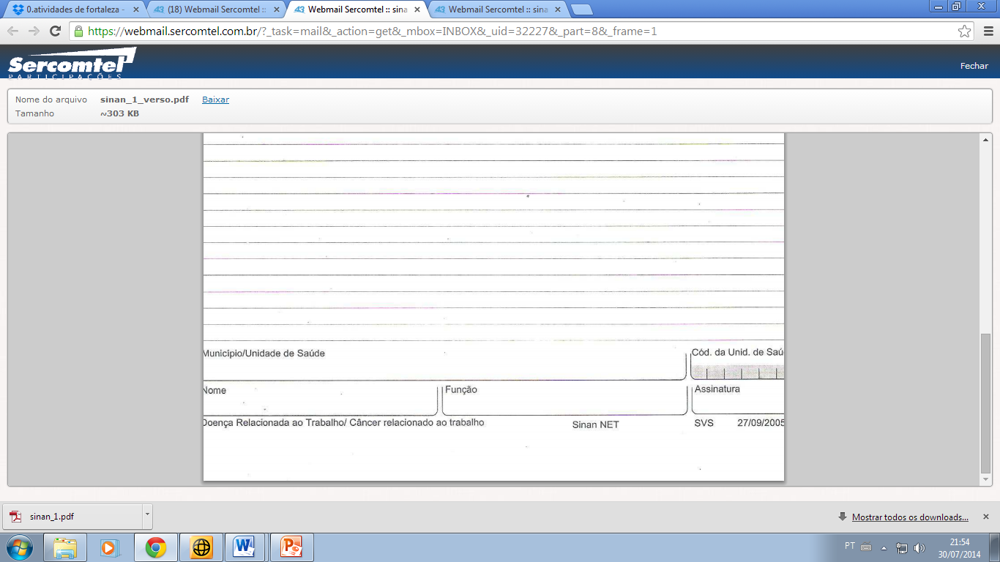 0.atividades de fortaleza -
(18) Webmail Sercomtel ::
Webmail Sercomtel :: sina
Webmail Sercomtel :: sina
https://webmail.sercomtel.com.br/?_task=mail&_action=get&_mbox=INBOX&_uid=32227&_part=8&_frame=1
Sercomtel
PARTICIPAÇÕES
Fechar
Nome do arquivo sinan_1_verso.pdf Baixar
Tamanho ~303 KB
Município/Unidade de Saúde
Cód. da Unid. de Saú
Nome
Função
Assinatura
Doença Relacionada ao Trabalho/ Câncer relacionado ao trabalho
Sinan NET
SVS 27/09/2005
sinan_1.pdf
Mostrar todos os downloads...
PT
21:54
30/07/2014